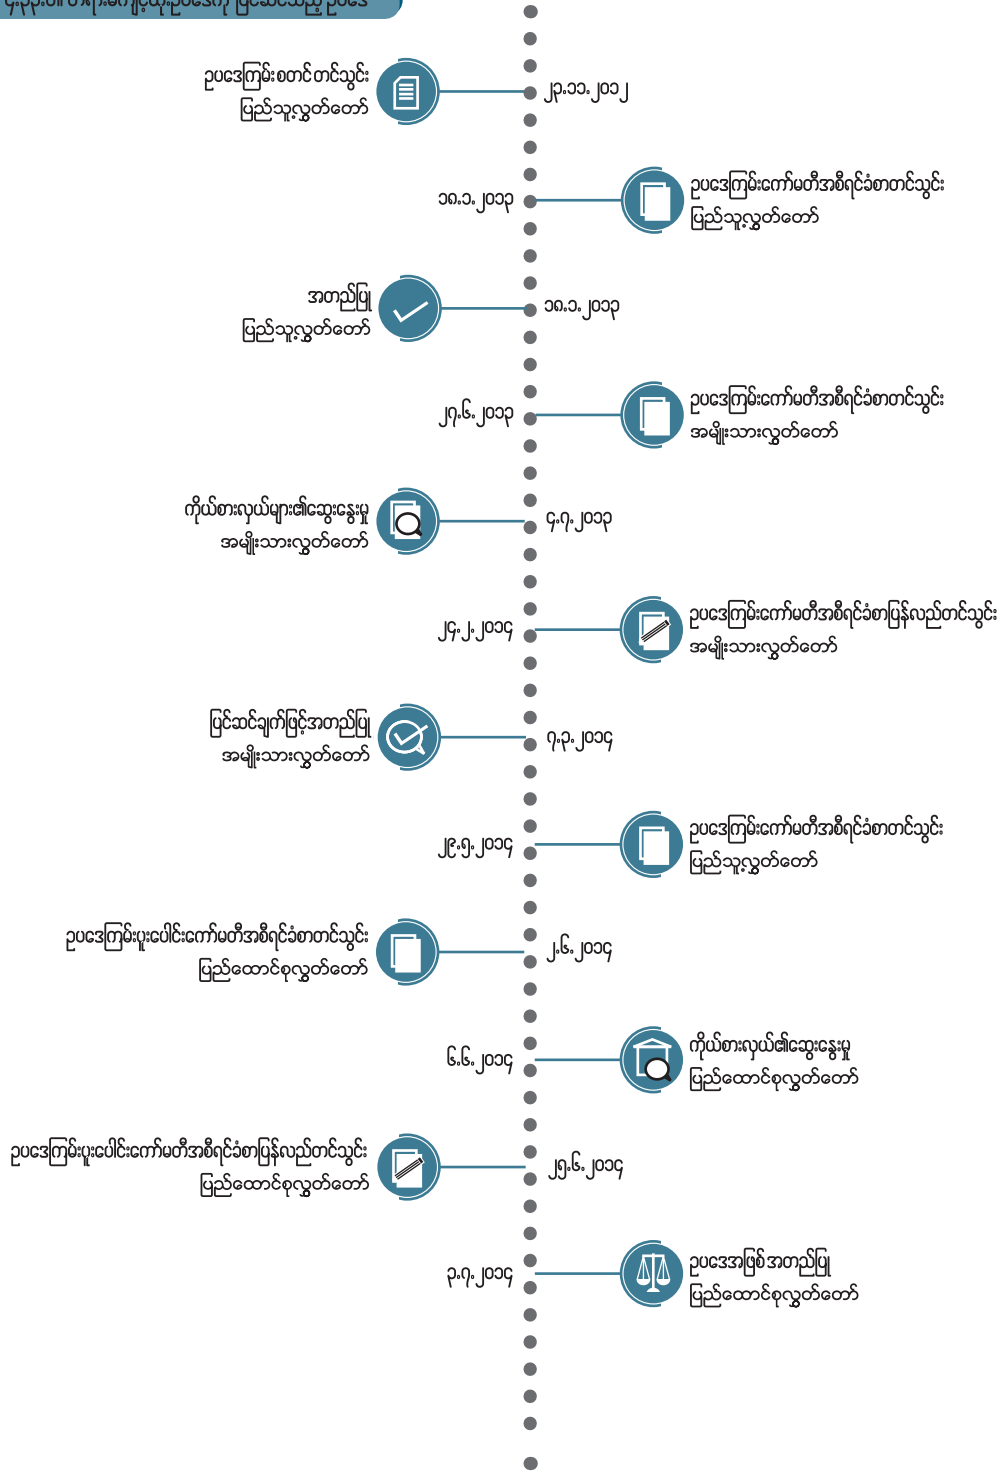 ဥပဒေကြမ်း စတင် တင်သွင်း
ပြည်သူ့လွှတ်တော်
၂၃.၁၁.၂၀၁၂
၁၈.၁.၂၀၁၃
ဥပဒေကြမ်းကော်မတီအစီရင်ခံစာတင်သွင်း
ပြည်သူ့လွှတ်တော်
အတည်ပြု
ပြည်သူ့လွှတ်တော်
၁၈.၁.၂၀၁၃
၂၇.၆.၂၀၁၃
ဥပဒေကြမ်းကော်မတီအစီရင်ခံစာတင်သွင်း
အမျိုးသားလွှတ်တော်
ကိုယ်စားလှယ်များ၏ဆွေးနွေးမှု
အမျိုးသားလွှတ်တော်
၄.၇.၂၀၁၃
၂၄.၂.၂၀၁၄
ဥပဒေကြမ်းကော်မတီအစီရင်ခံစာပြန်လည်တင်သွင်း
အမျိုးသားလွှတ်တော်
ပြင်ဆင်ချက်ဖြင့်အတည်ပြု
အမျိုးသားလွှတ်တော်
၇.၃.၂၀၁၄
၂၉.၅.၂၀၁၄
ဥပဒေကြမ်းကော်မတီအစီရင်ခံစာတင်သွင်း
ပြည်သူ့လွှတ်တော်
ဥပဒေကြမ်းပူးပေါင်းကော်မတီအစီရင်ခံစာတင်သွင်း
ပြည်ထောင်စုလွှတ်တော်
၂.၆.၂၀၁၄
၆.၆.၂၀၁၄
ကိုယ်စားလှယ်၏ဆွေးနွေးမှု
ပြည်ထောင်စုလွှတ်တော်
ဥပဒေကြမ်းပူးပေါင်းကော်မတီအစီရင်ခံစာပြန်လည်တင်သွင်း
ပြည်ထောင်စုလွှတ်တော်
၂၅.၆.၂၀၁၄
၃.၇.၂၀၁၄
ဥပဒေအဖြစ် အတည်ပြု
ပြည်ထောင်စုလွှတ်တော်